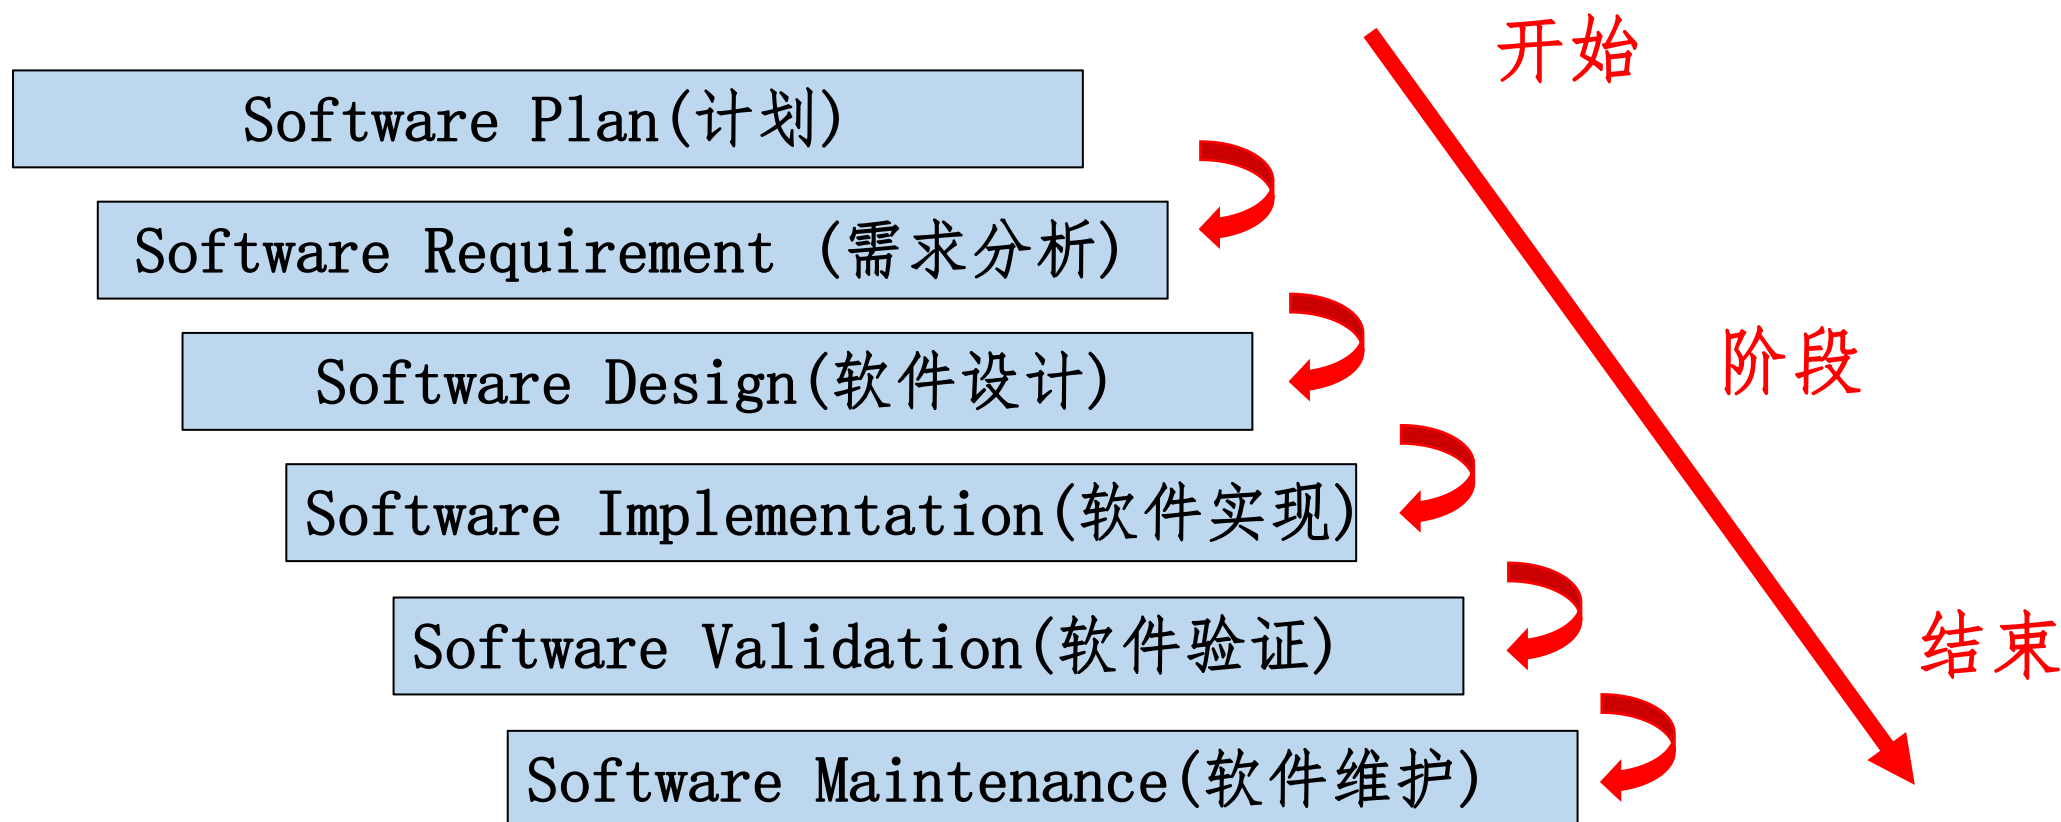 开始
Software Plan(计划)
Software Requirement (需求分析)
Software Design(软件设计)
阶段
Software Implementation(软件实现)
Software Validation(软件验证)
结束
Software Maintenance(软件维护)